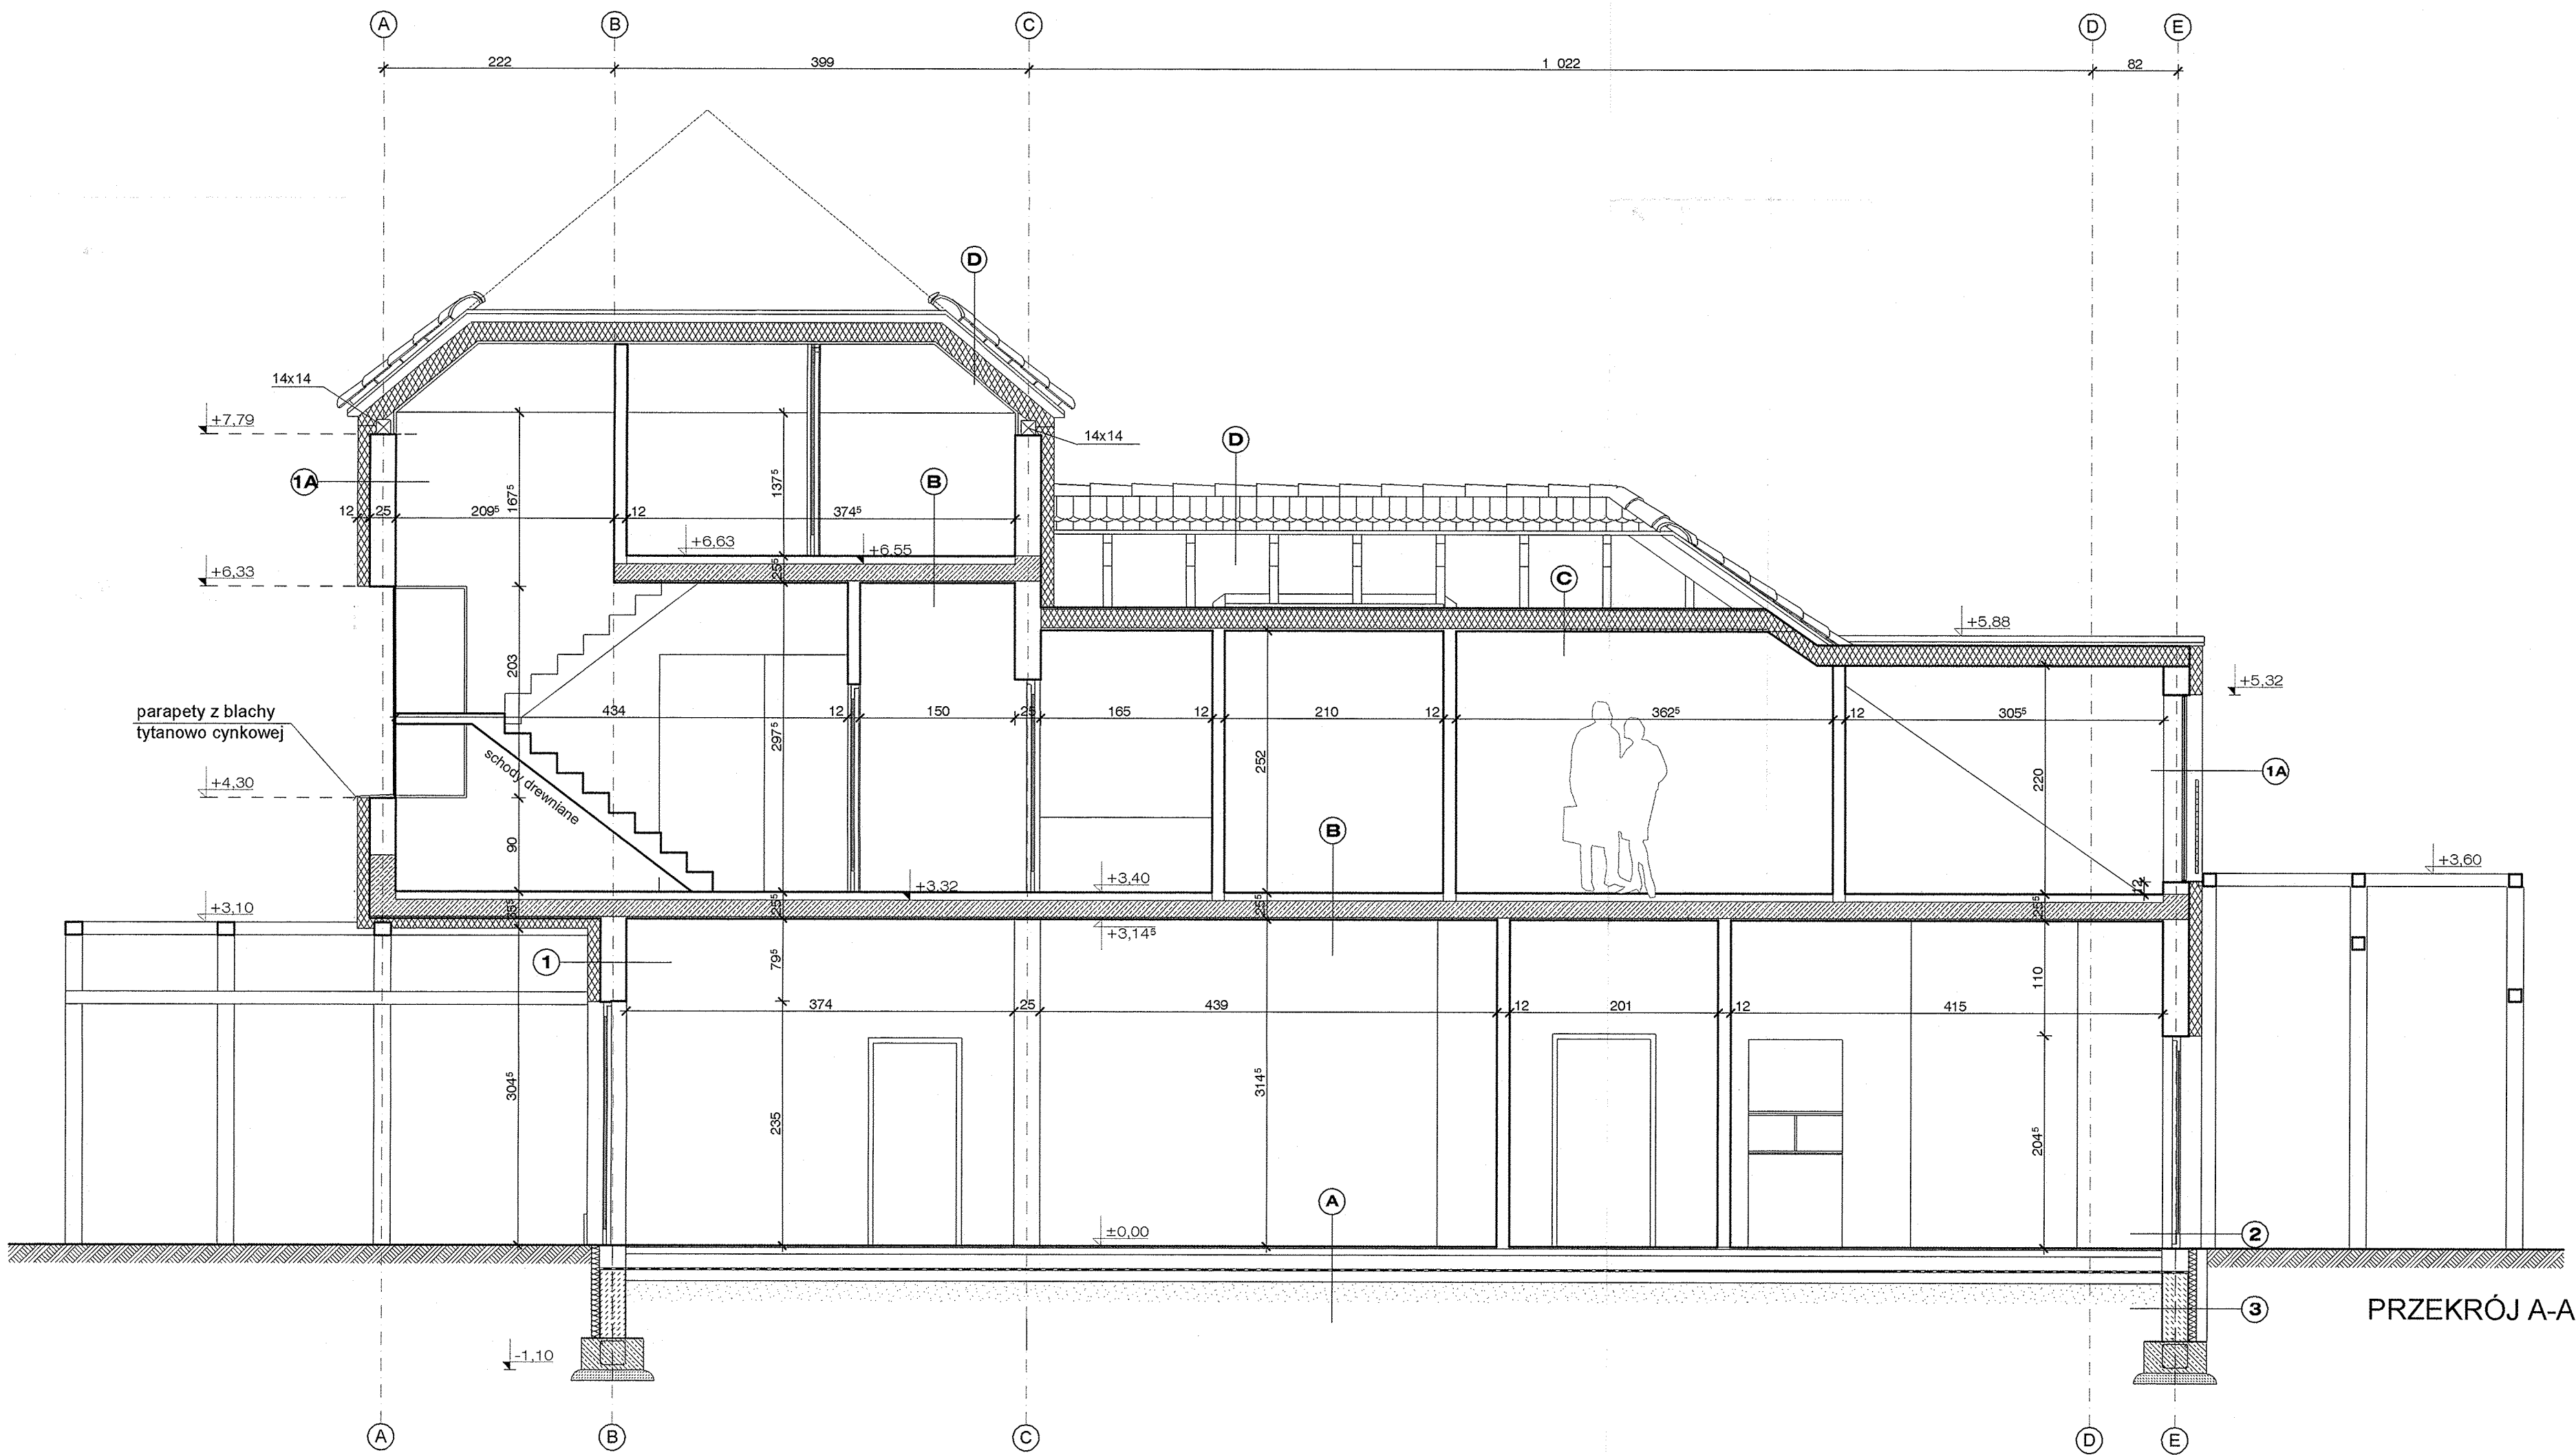 A B C D E
222 399 1 022 82
D
14x14
+7,79
D
14x14
1A
167⁵
137⁵
B
12 25 209⁵ 12 374⁵
+6,63
+6,55
+6,33
25⁵
C
+5,88
203
+5,32
parapety z blachy
tytanowo cynkowej
434 12 150 25 165 12 210 12 362⁵ 12 305⁵
297⁵
252
220
1A
schody drewniane
+4,30
90
B
+3,60
+3,32
+3,40
12
+3,10
35⁵ 25⁵ 25⁵ 25⁵
+3,14⁵
1
79⁵
110
374 25 439 12 201 12 415
304⁵
235
314⁵
204⁵
A
±0,00
2
3
PRZEKRÓJ A-A
-1,10
A B C D E